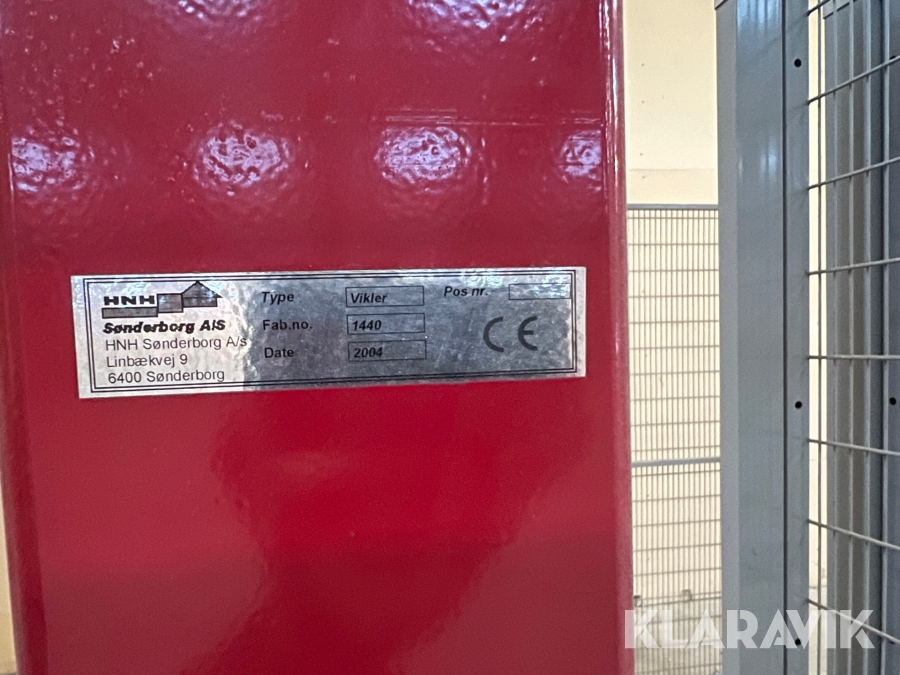 HNH
Sønderborg A/S
HNH Sønderborg A/s
Linbækvej 9
6400 Sønderborg
Type Vikler
Fab.no. 1440
Date 2004
Pos nr.
CE
KLARAVIK